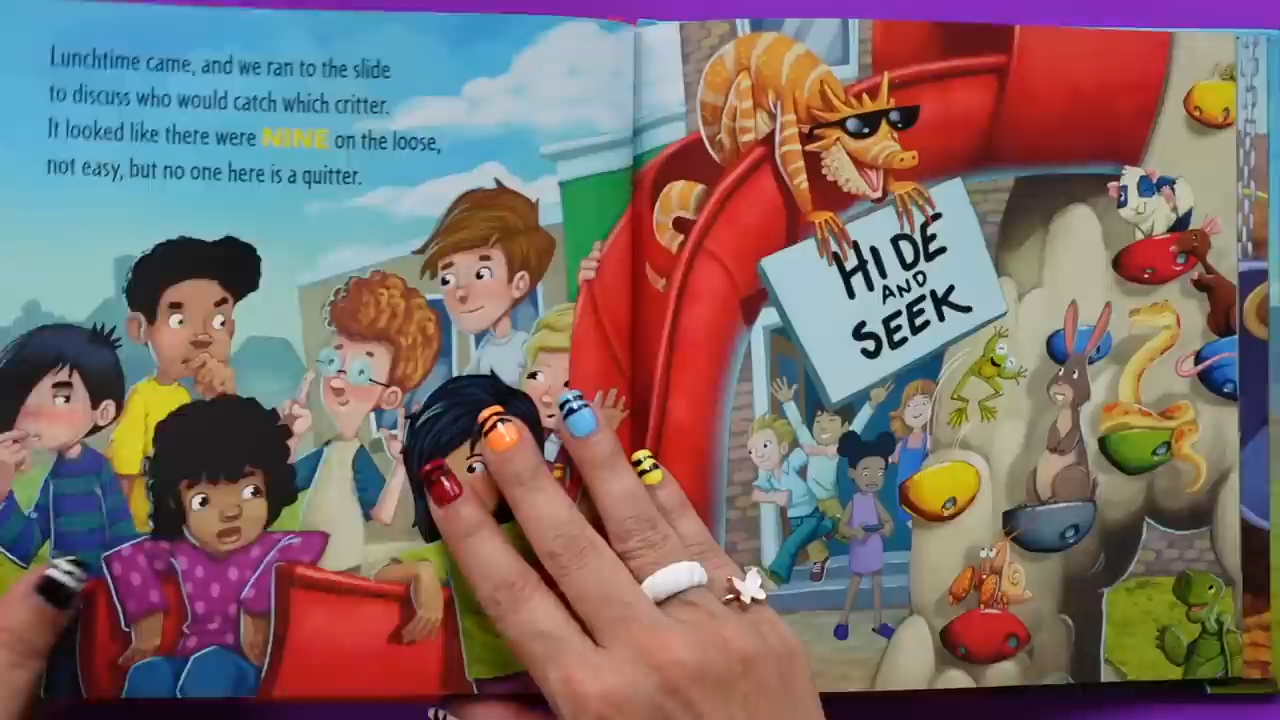 Lunchtime came, and we ran to the slide
to discuss who would catch which critter.
It looked like there were NINE on the loose,
not easy, but no one here is a quitter.
HIDE
AND
SEEK